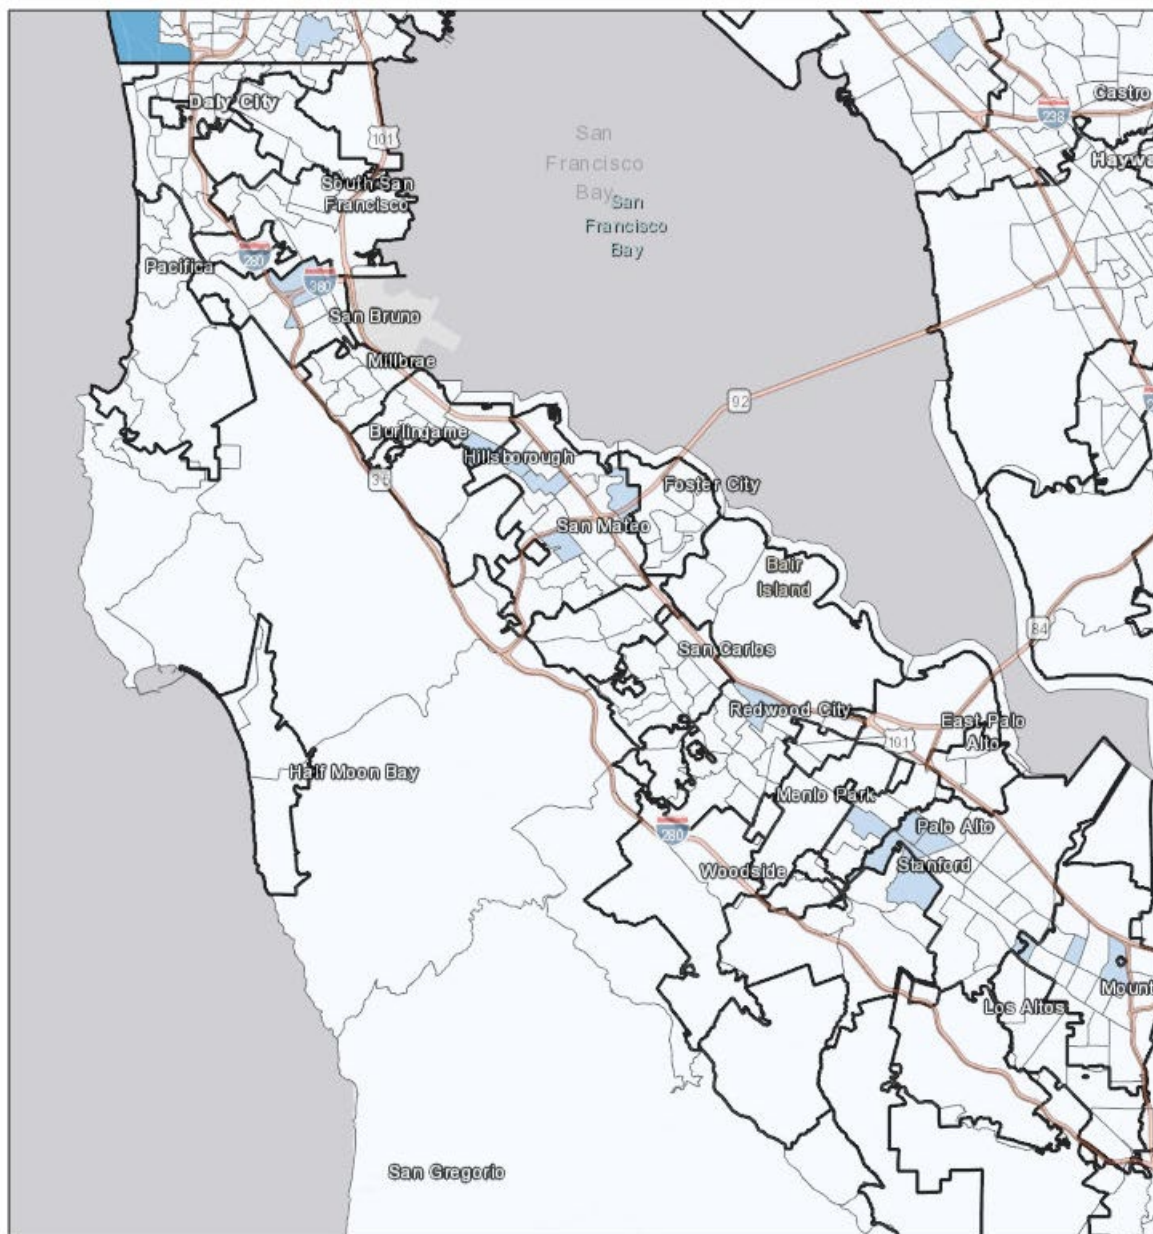 Daly City
101
San
Francisco
Bay
San
Francisco
Bay
238
Castro
Haywa
South San
Francisco
280
Pacifica
380
San Bruno
Millbrae
92
Burlingame
Hillsborough
35
Foster City
San Mateo
Bair
Island
84
San Carlos
Redwood City
East Palo
Alto
101
Half Moon Bay
Menlo Park
280
Palo Alto
Woodside
Stanford
Mount
Los Altos
San Gregorio